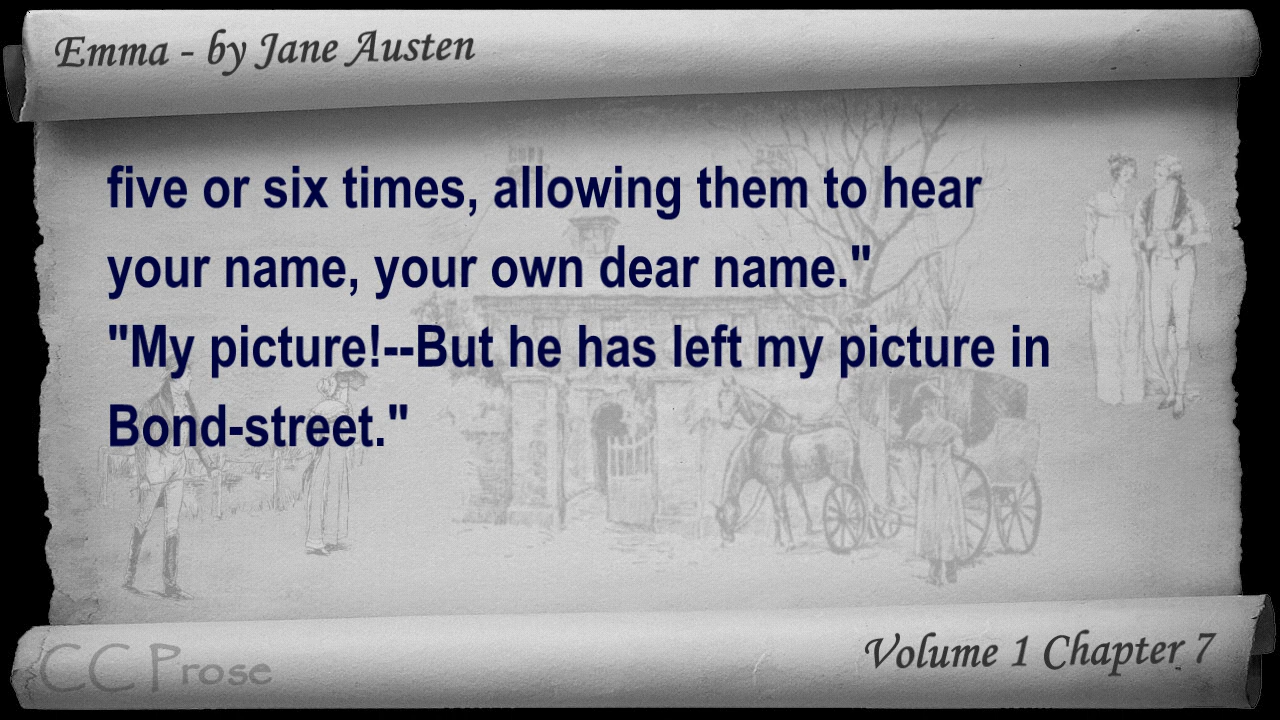 Emma - by Jane Austen
five or six times, allowing them to hear
your name, your own dear name."
"My picture!--But he has left my picture in
Bond-street."
CC Prose
Volume 1 Chapter 7